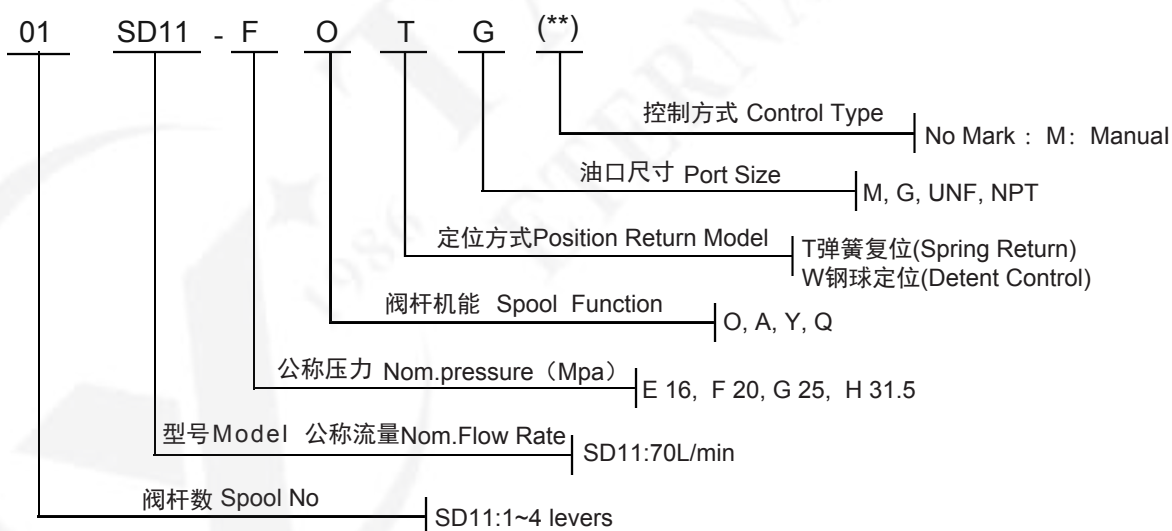 01 SD11 - F O T G (**)
控制方式 Control Type
No Mark : M: Manual
油口尺寸 Port Size
M, G, UNF, NPT
定位方式Position Return Model
T弹簧复位(Spring Return)
W钢球定位(Detent Control)
阀杆机能 Spool Function
O, A, Y, Q
公称压力 Nom.pressure（Mpa）
E 16, F 20, G 25, H 31.5
型号Model 公称流量Nom.Flow Rate
SD11:70L/min
阀杆数 Spool No
SD11:1~4 levers
1986
ETERNA